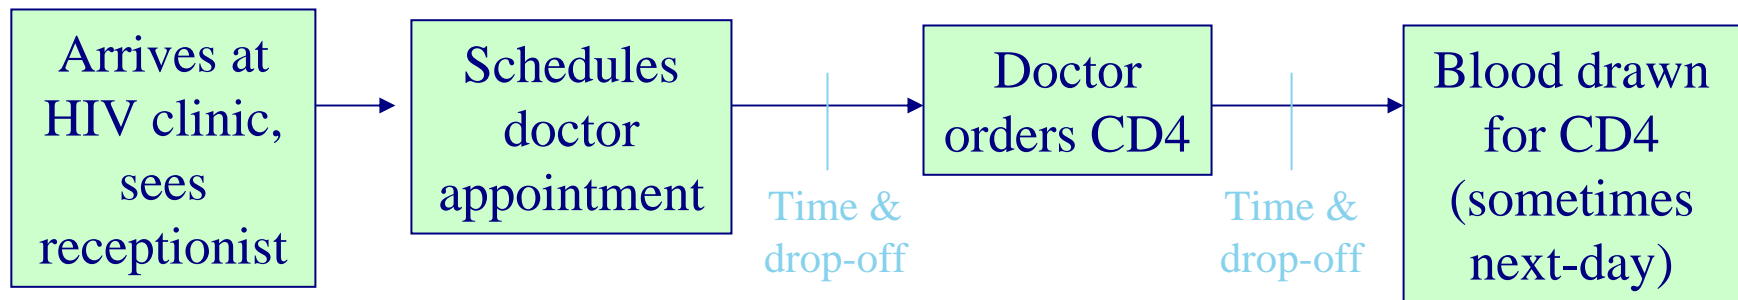 Arrives at
HIV clinic,
sees
receptionist
Schedules
doctor
appointment
Time &
drop-off
Doctor
orders CD4
Time &
drop-off
Blood drawn
for CD4
(sometimes
next-day)